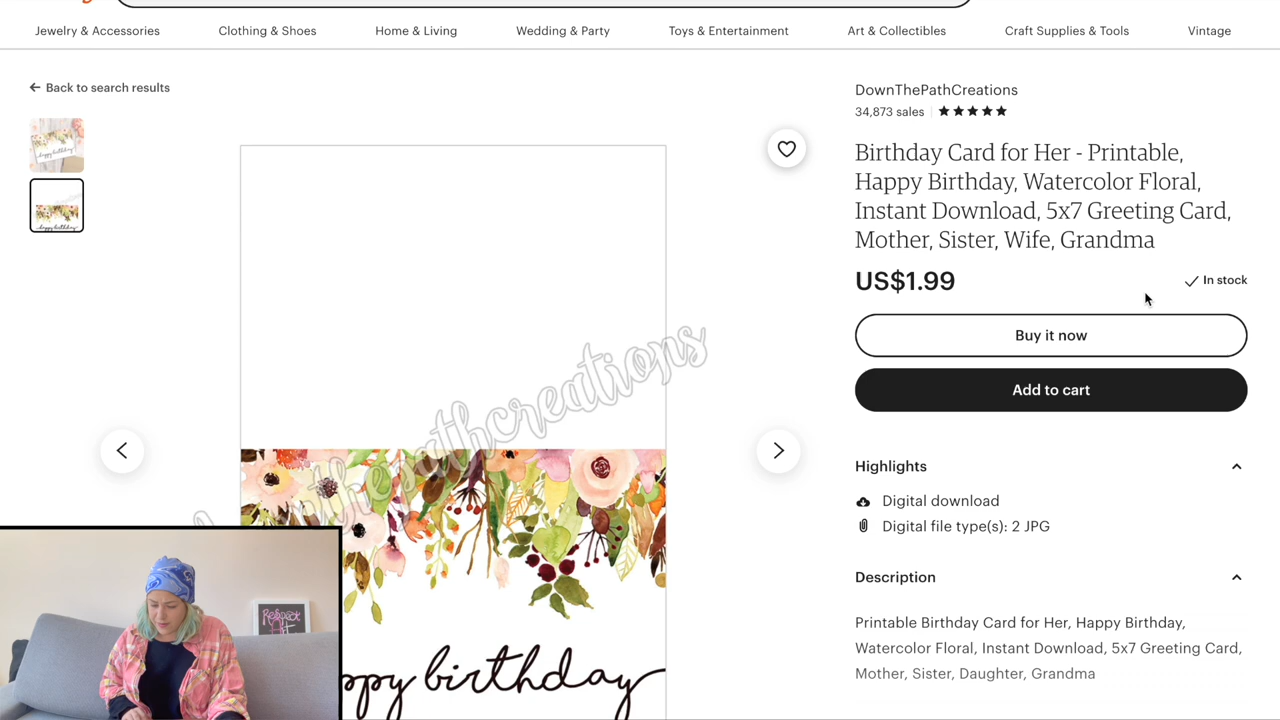 Jewelry & Accessories Clothing & Shoes Home & Living Wedding & Party Toys & Entertainment Art & Collectibles Craft Supplies & Tools Vintage
Back to search results
DownThePathCreations
34,873 sales
Birthday Card for Her - Printable,
Happy Birthday, Watercolor Floral,
Instant Download, 5x7 Greeting Card,
Mother, Sister, Wife, Grandma
US$1.99
In stock
Buy it now
Add to cart
Highlights
Digital download
Digital file type(s): 2 JPG
Description
Printable Birthday Card for Her, Happy Birthday,
Watercolor Floral, Instant Download, 5x7 Greeting Card,
Mother, Sister, Daughter, Grandma
happy birthday
birthday